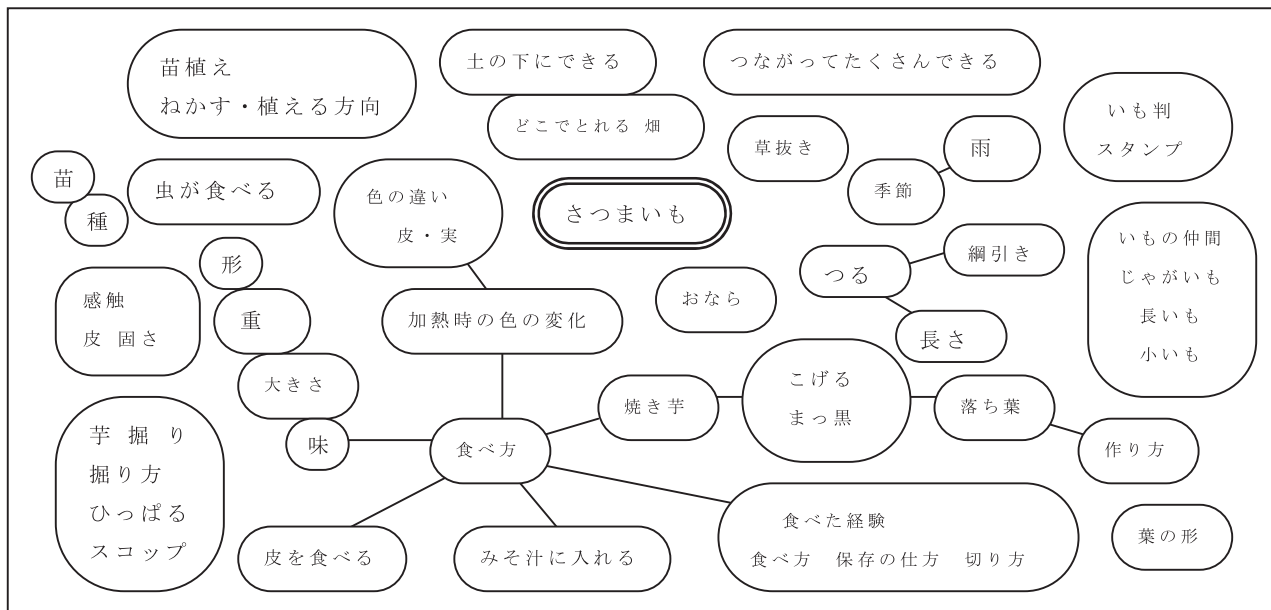 苗植え
ねかす・植える方向
土の下にできる
どこでとれる 畑
つながってたくさんできる
いも判
スタンプ
草抜き
雨
季節
苗
種
虫が食べる
色の違い
皮・実
さつまいも
いもの仲間
じゃがいも
長いも
小いも
つる
綱引き
長さ
形
重
大きさ
味
感触
皮 固さ
加熱時の色の変化
おなら
こげる
まっ黒
焼き芋
落ち葉
作り方
芋 掘 り
掘り方
ひっぱる
スコップ
食べ方
皮を食べる
みそ汁に入れる
食べた経験
食べ方 保存の仕方 切り方
葉の形